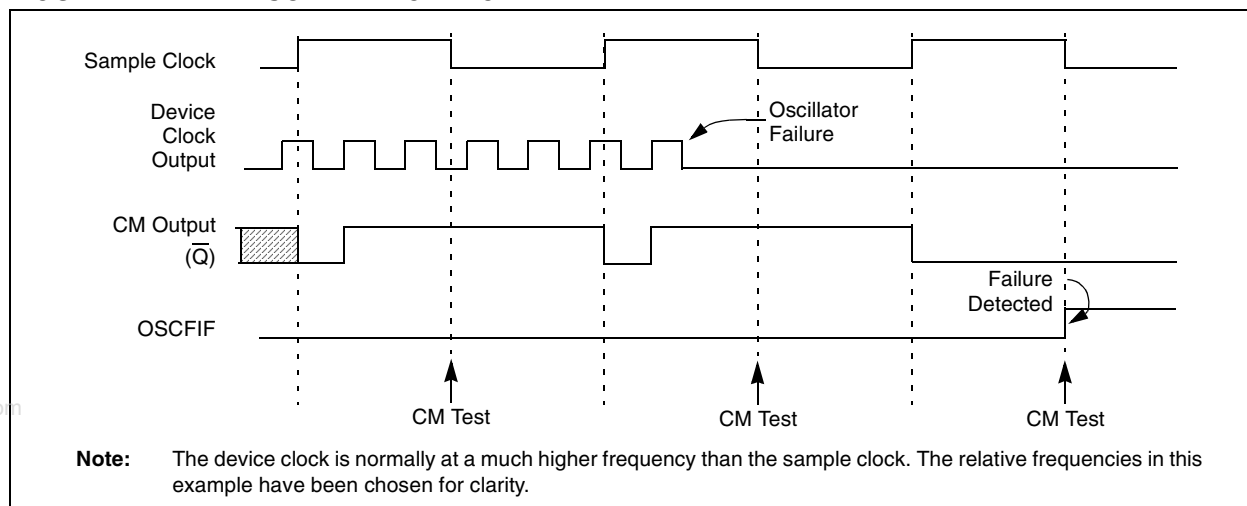 Sample Clock
Device
Clock
Output
Oscillator
Failure
CM Output
(Q̅)
Failure
Detected
OSCFIF
CM Test
CM Test
CM Test
Note: The device clock is normally at a much higher frequency than the sample clock. The relative frequencies in this
example have been chosen for clarity.